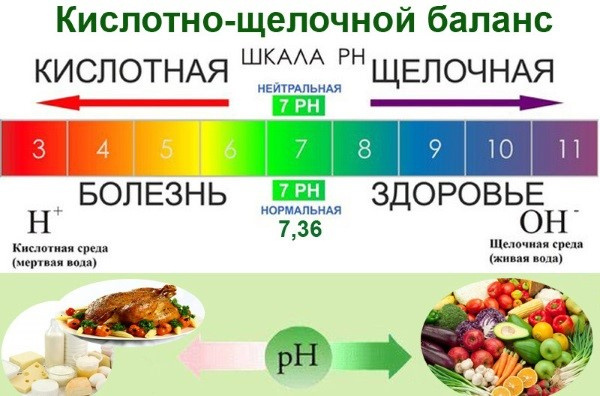 Кислотно-щелочной баланс
ШКАЛА PH
КИСЛОТНАЯ
ЩЕЛОЧНАЯ
НЕЙТРАЛЬНАЯ
7 PH
3 4 5 6 7 8 9 10 11
БОЛЕЗНЬ
7 PH
ЗДОРОВЬЕ
НОРМАЛЬНАЯ
7,36
H+
OH-
Кислотная среда
(мертвая вода)
Щелочная среда
(живая вода)
pH